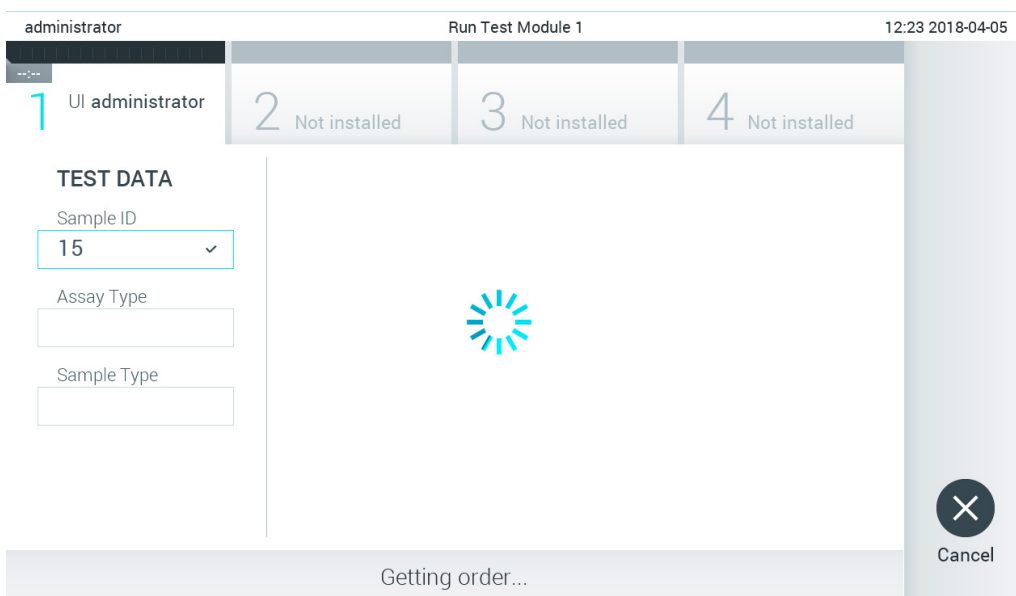 administrator Run Test Module 1 12:23 2018-04-05
--:--
1 UI administrator 2 Not installed 3 Not installed 4 Not installed
TEST DATA
Sample ID
15
Assay Type
Sample Type
Cancel
Getting order...